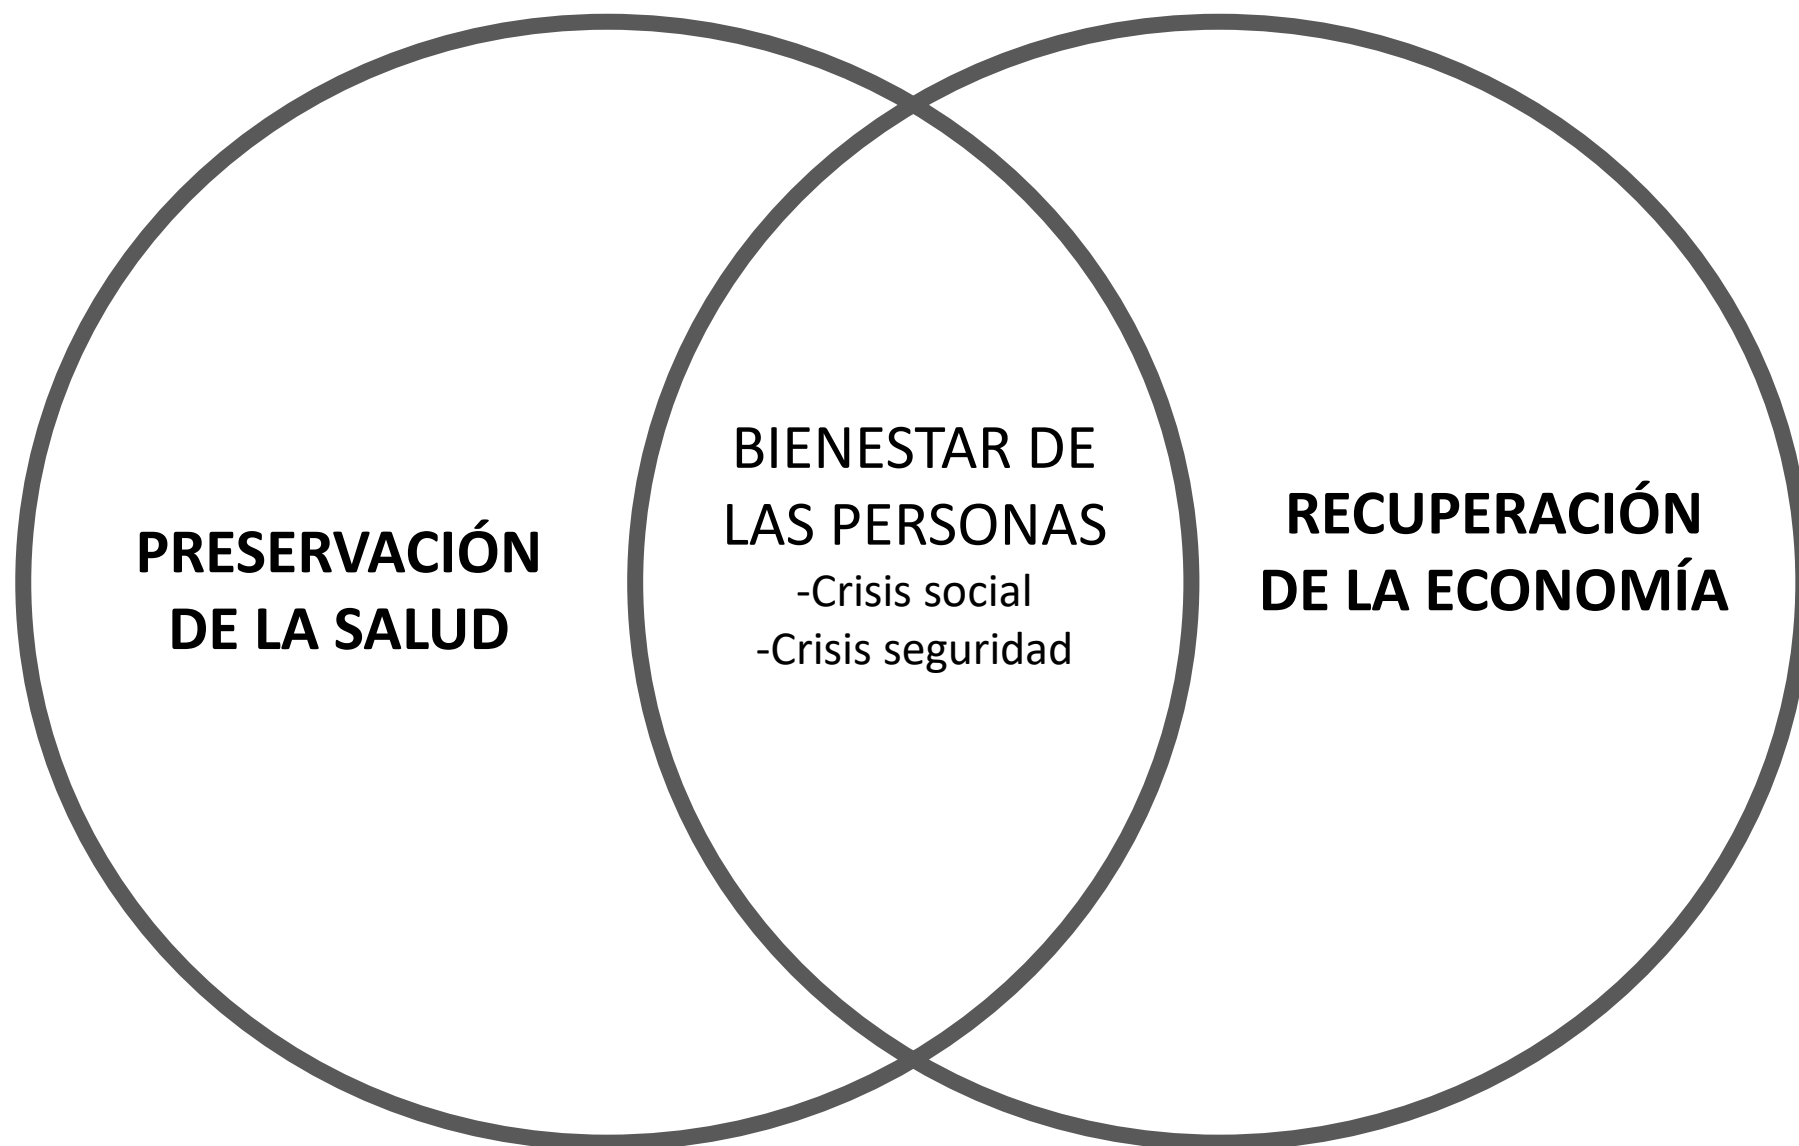 PRESERVACIÓN
DE LA SALUD
BIENESTAR DE
LAS PERSONAS
-Crisis social
-Crisis seguridad
RECUPERACIÓN
DE LA ECONOMÍA